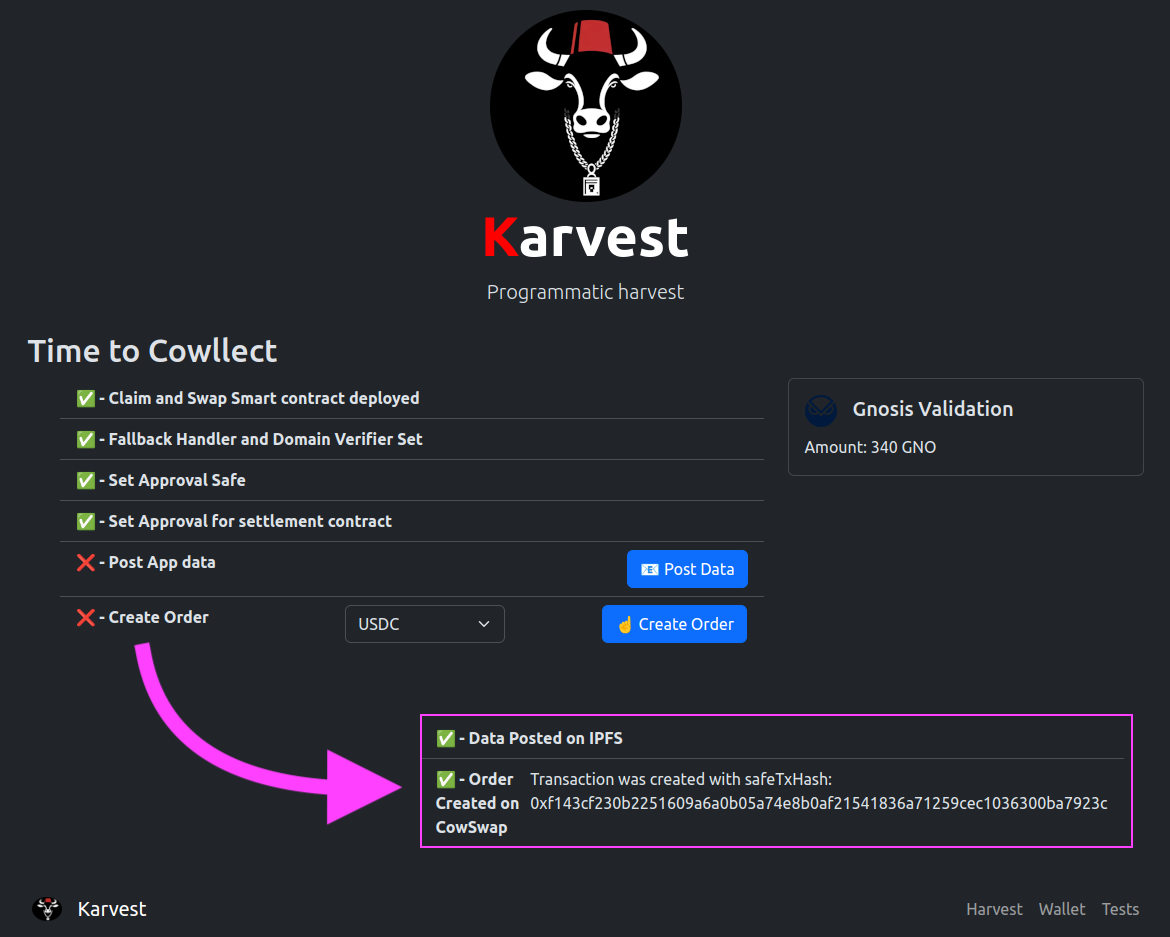 Karvest
Programmatic harvest
Time to Cowllect
✅ - Claim and Swap Smart contract deployed
✅ - Fallback Handler and Domain Verifier Set
✅ - Set Approval Safe
✅ - Set Approval for settlement contract
❌ - Post App data
📧 Post Data
❌ - Create Order
USDC
☝ Create Order
Gnosis Validation
Amount: 340 GNO
✅ - Data Posted on IPFS
✅ - Order
Created on
CowSwap
Transaction was created with safeTxHash:
0xf143cf230b2251609a6a0b05a74e8b0af21541836a71259cec1036300ba7923c
Karvest
Harvest Wallet Tests